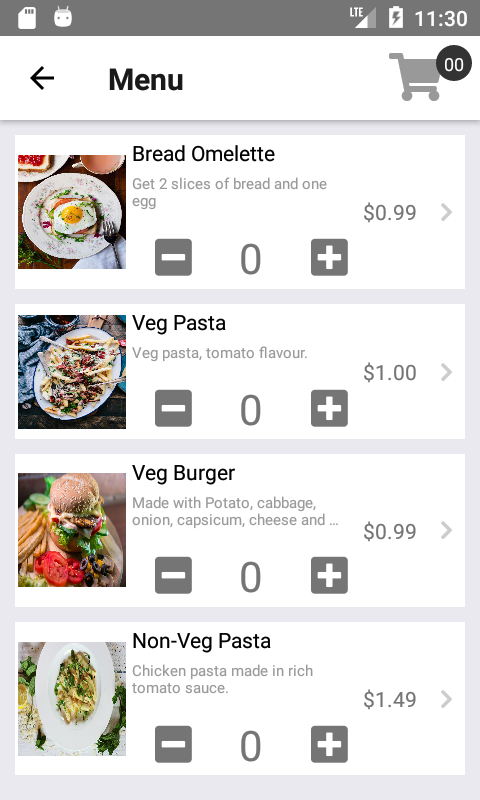 LTE 11:30
Menu
00
Bread Omelette
Get 2 slices of bread and one
egg
$0.99
0
Veg Pasta
Veg pasta, tomato flavour.
$1.00
0
Veg Burger
Made with Potato, cabbage,
onion, capsicum, cheese and ...
$0.99
0
Non-Veg Pasta
Chicken pasta made in rich
tomato sauce.
$1.49
0